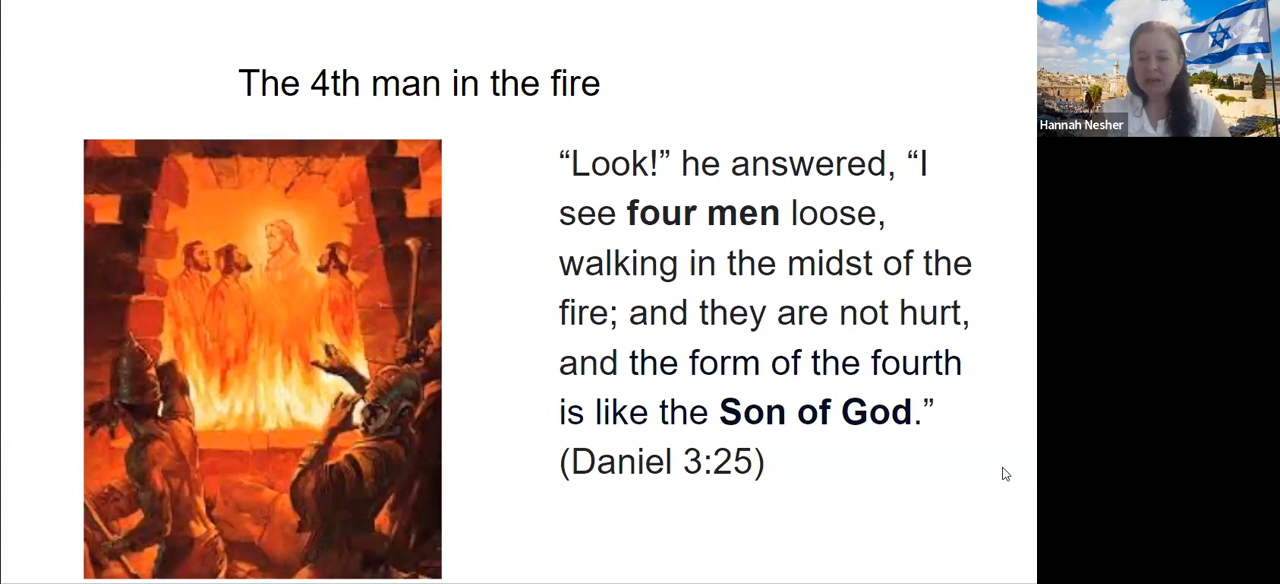 The 4th man in the fire
“Look!” he answered, “I
see four men loose,
walking in the midst of the
fire; and they are not hurt,
and the form of the fourth
is like the Son of God.”
(Daniel 3:25)
Hannah Nesher